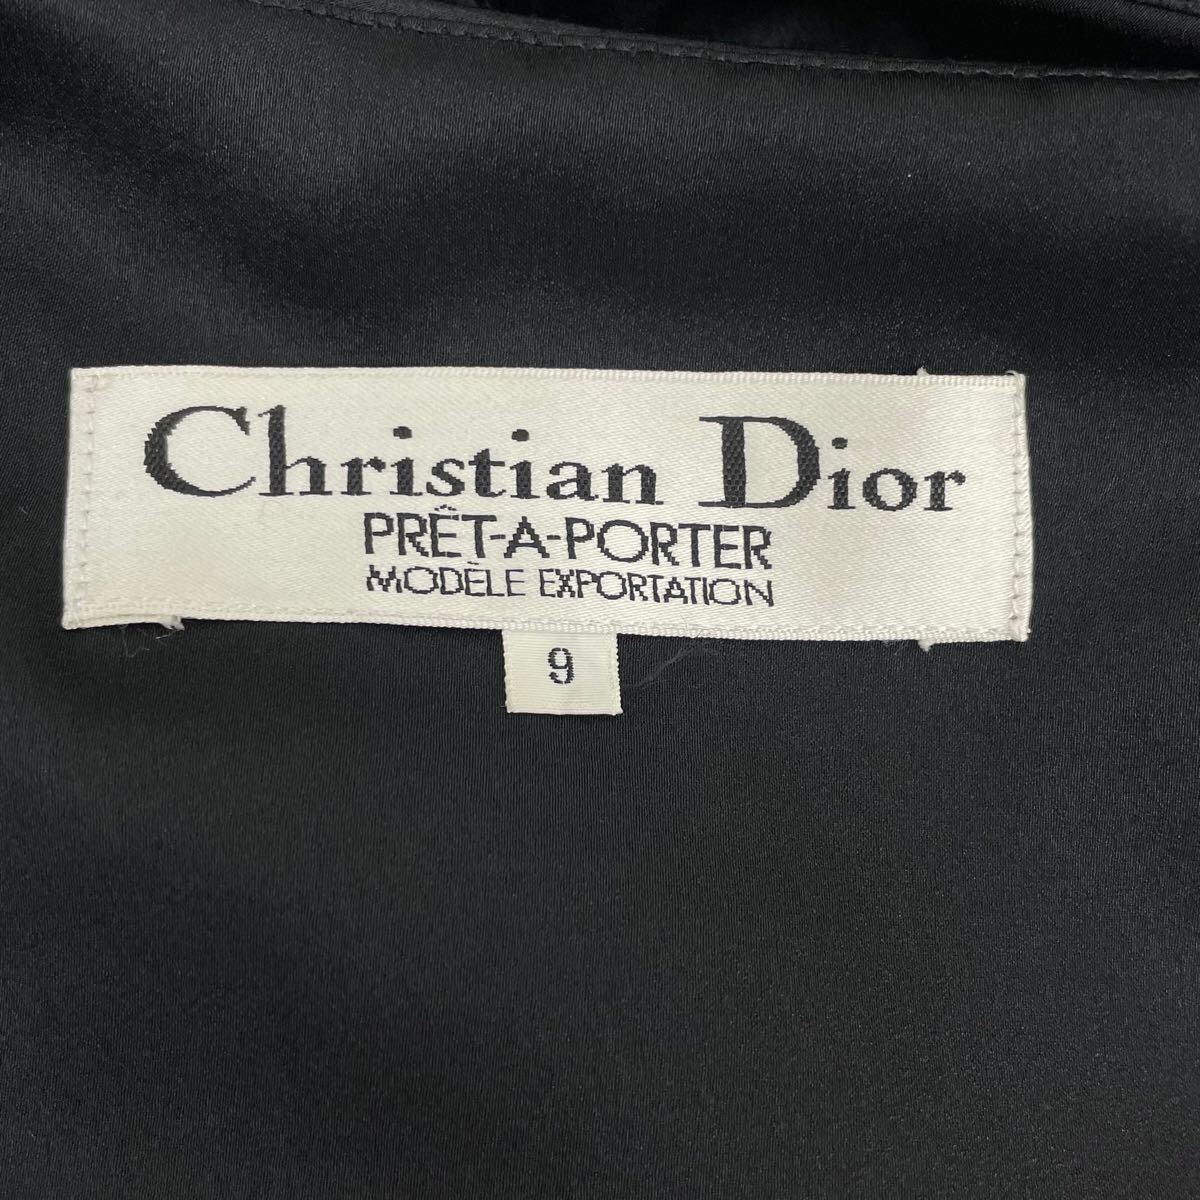 Christian Dior
PRÊT-A-PORTER
MODÈLE EXPORTATION
9